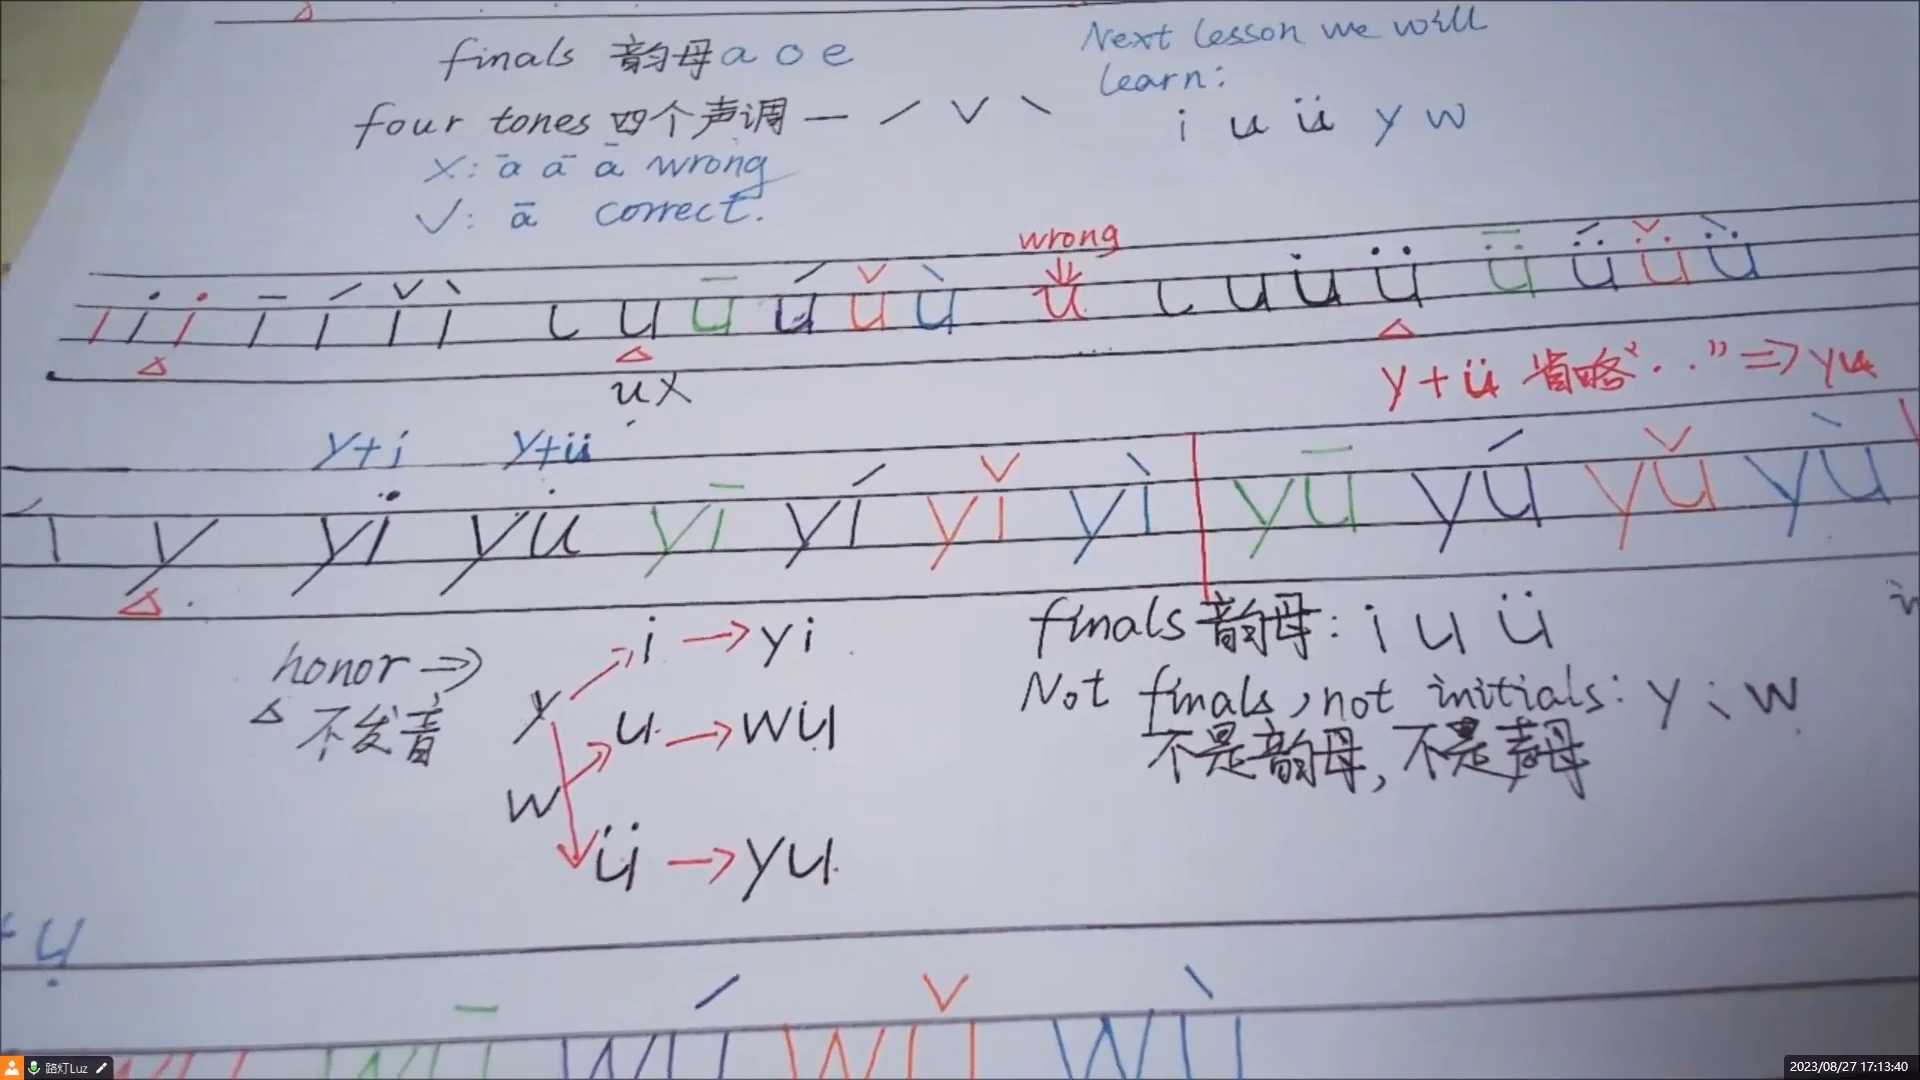 finals 韵母 a o e
four tones 四个声调 ー ˊ ˇ ˋ
X: ā ā ā wrong
√: ā correct.
Next lesson we will
learn:
i u ü y w
wrong
i i i ī í ǐ ì u ū ú ǔ ù u u u̇ ü ǖ ǘ ǚ ǜ
u X
y + ü 省略“..” => yu
y+i y+ü
y yi yu yī yí yǐ yì yū yú yǔ yù
honor =>
不发音
y i → yi
u → wu
w
ü → yu
finals 韵母: i u ü
Not finals, not initials: y、w
不是韵母, 不是声母
wū wú wǔ wù
路灯Luz
2023/08/27 17:13:40